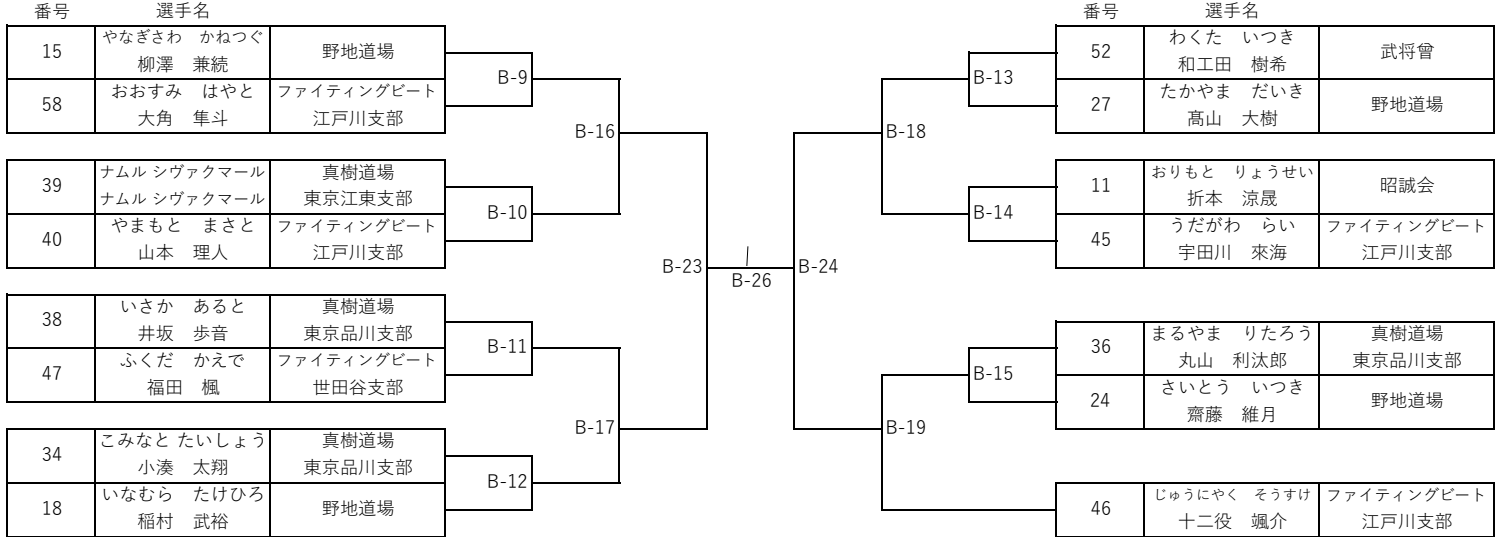 番号 選手名
15 やなぎさわ かねつぐ 野地道場
柳澤 兼続
58 おおすみ はやと ファイティングビート
大角 隼斗 江戸川支部
B-9
B-16
39 ナムル シヴァクマール 真樹道場
ナムル シヴァクマール 東京江東支部
40 やまもと まさと ファイティングビート
山本 理人 江戸川支部
B-10
B-23
38 いさか あると 真樹道場
井坂 歩音 東京品川支部
47 ふくだ かえで ファイティングビート
福田 楓 世田谷支部
B-11
B-17
34 こみなと たいしょう 真樹道場
小湊 太翔 東京品川支部
18 いなむら たけひろ 野地道場
稲村 武裕
B-12
B-26
番号 選手名
52 わくた いつき 武将曾
和工田 樹希
27 たかやま だいき 野地道場
髙山 大樹
B-13
B-18
11 おりもと りょうせい 昭誠会
折本 涼晟
45 うだがわ らい ファイティングビート
宇田川 來海 江戸川支部
B-14
B-24
36 まるやま りたろう 真樹道場
丸山 利汰郎 東京品川支部
24 さいとう いつき 野地道場
齋藤 維月
B-15
B-19
46 じゅうにやく そうすけ ファイティングビート
十二役 颯介 江戸川支部